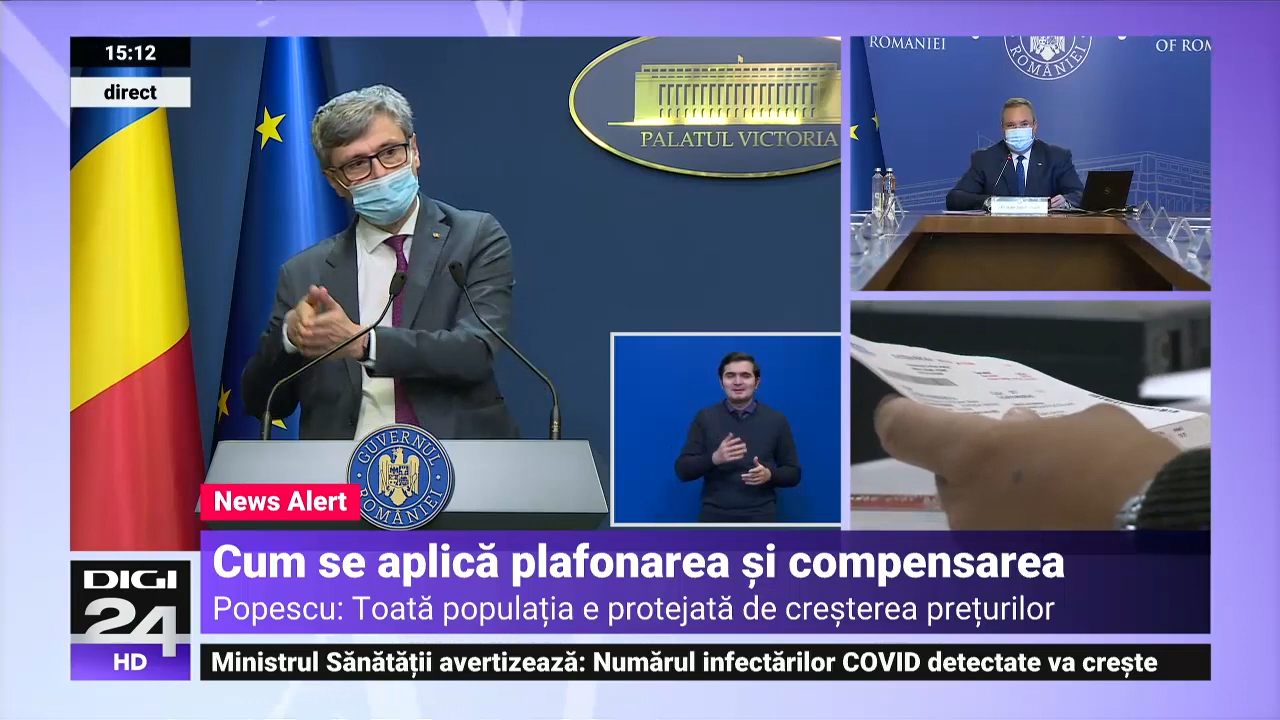 15:12
direct
PALATUL VICTORIA
GUVERNUL
ROMÂNIEI
ROMANIEI
ROMÂNIEI
OF ROM
News Alert
Cum se aplică plafonarea și compensarea
Popescu: Toată populația e protejată de creșterea prețurilor
DIGI
24
HD
Ministrul Sănătății avertizează: Numărul infectărilor COVID detectate va crește